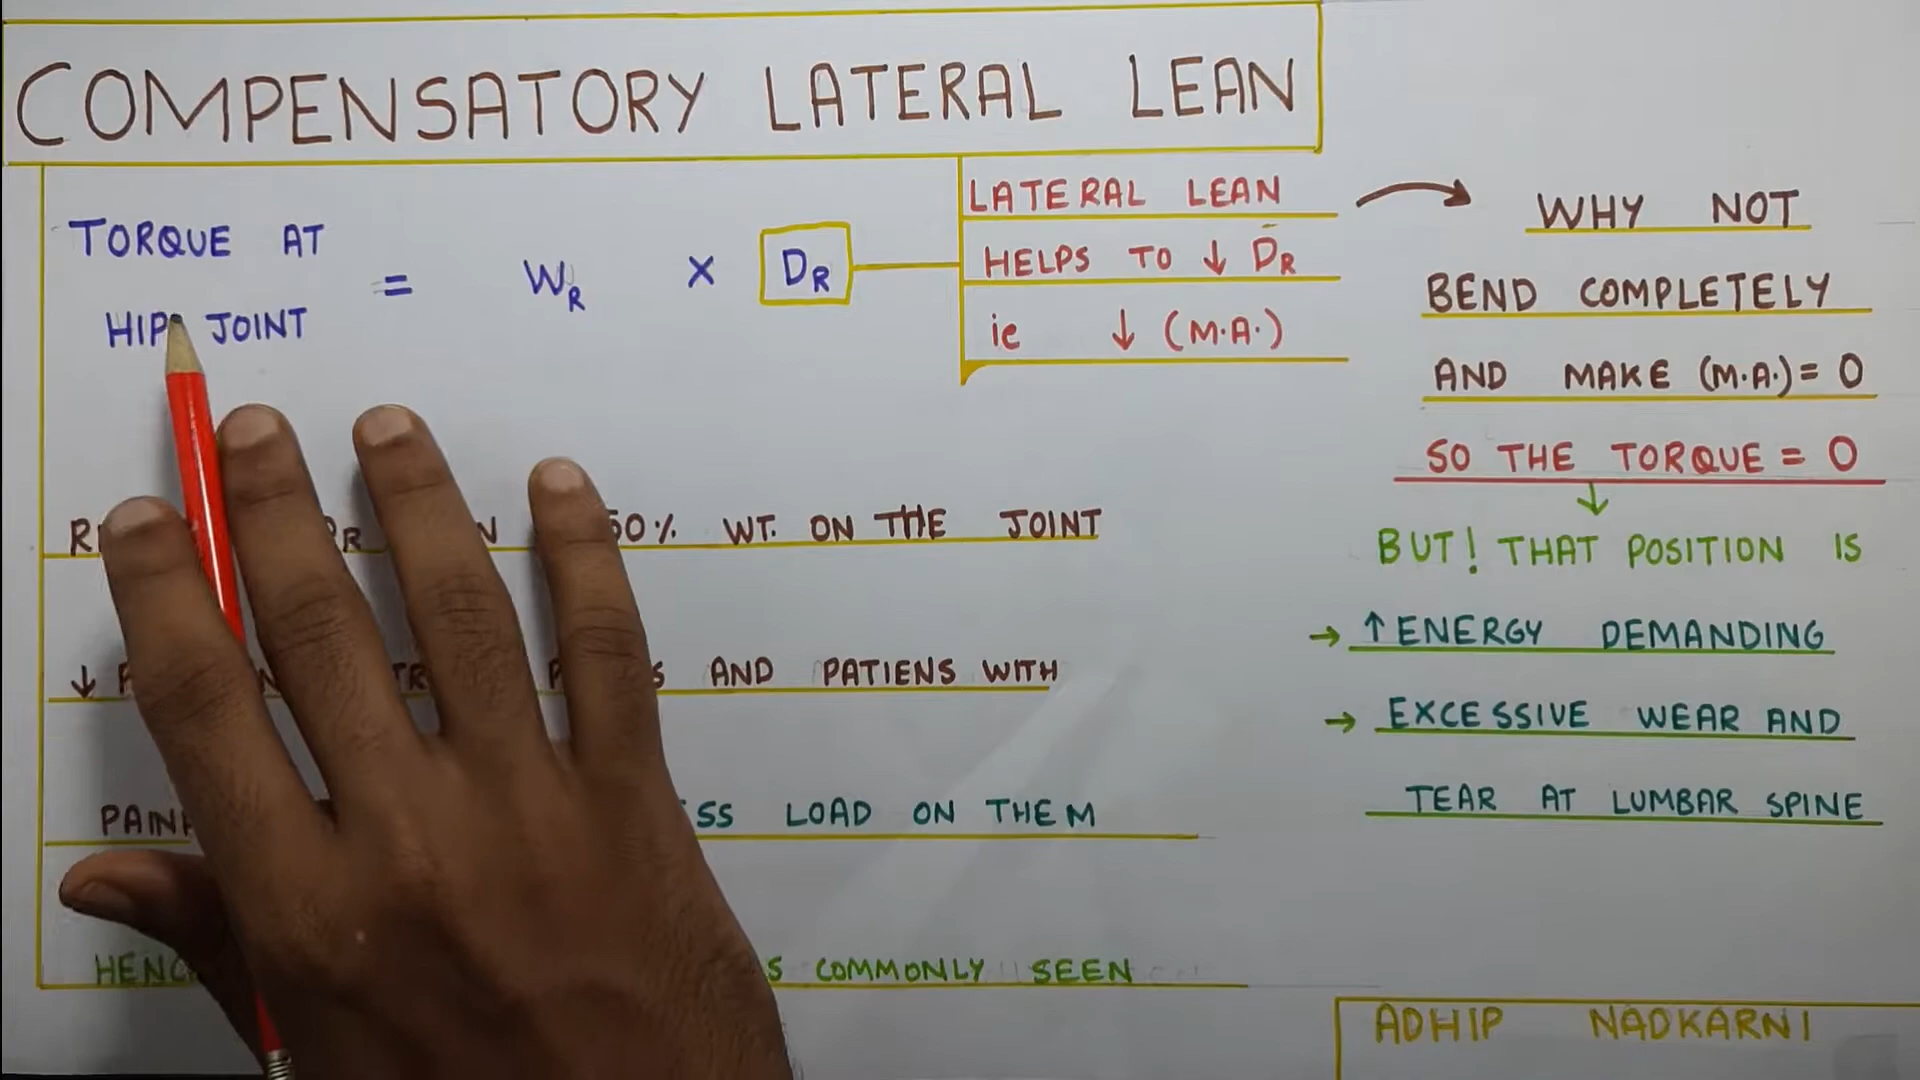 COMPENSATORY LATERAL LEAN
TORQUE AT
HIP JOINT
= WR X DR
LATERAL LEAN
HELPS TO ↓ DR
ie ↓ (M.A.)
50% WT. ON THE JOINT
↓ AND PATIENS WITH
LOAD ON THEM
COMMONLY SEEN
WHY NOT
BEND COMPLETELY
AND MAKE (M.A.) = 0
SO THE TORQUE = 0
↓
BUT! THAT POSITION IS
→ ↑ ENERGY DEMANDING
→ EXCESSIVE WEAR AND
TEAR AT LUMBAR SPINE
ADHIP NADKARNI